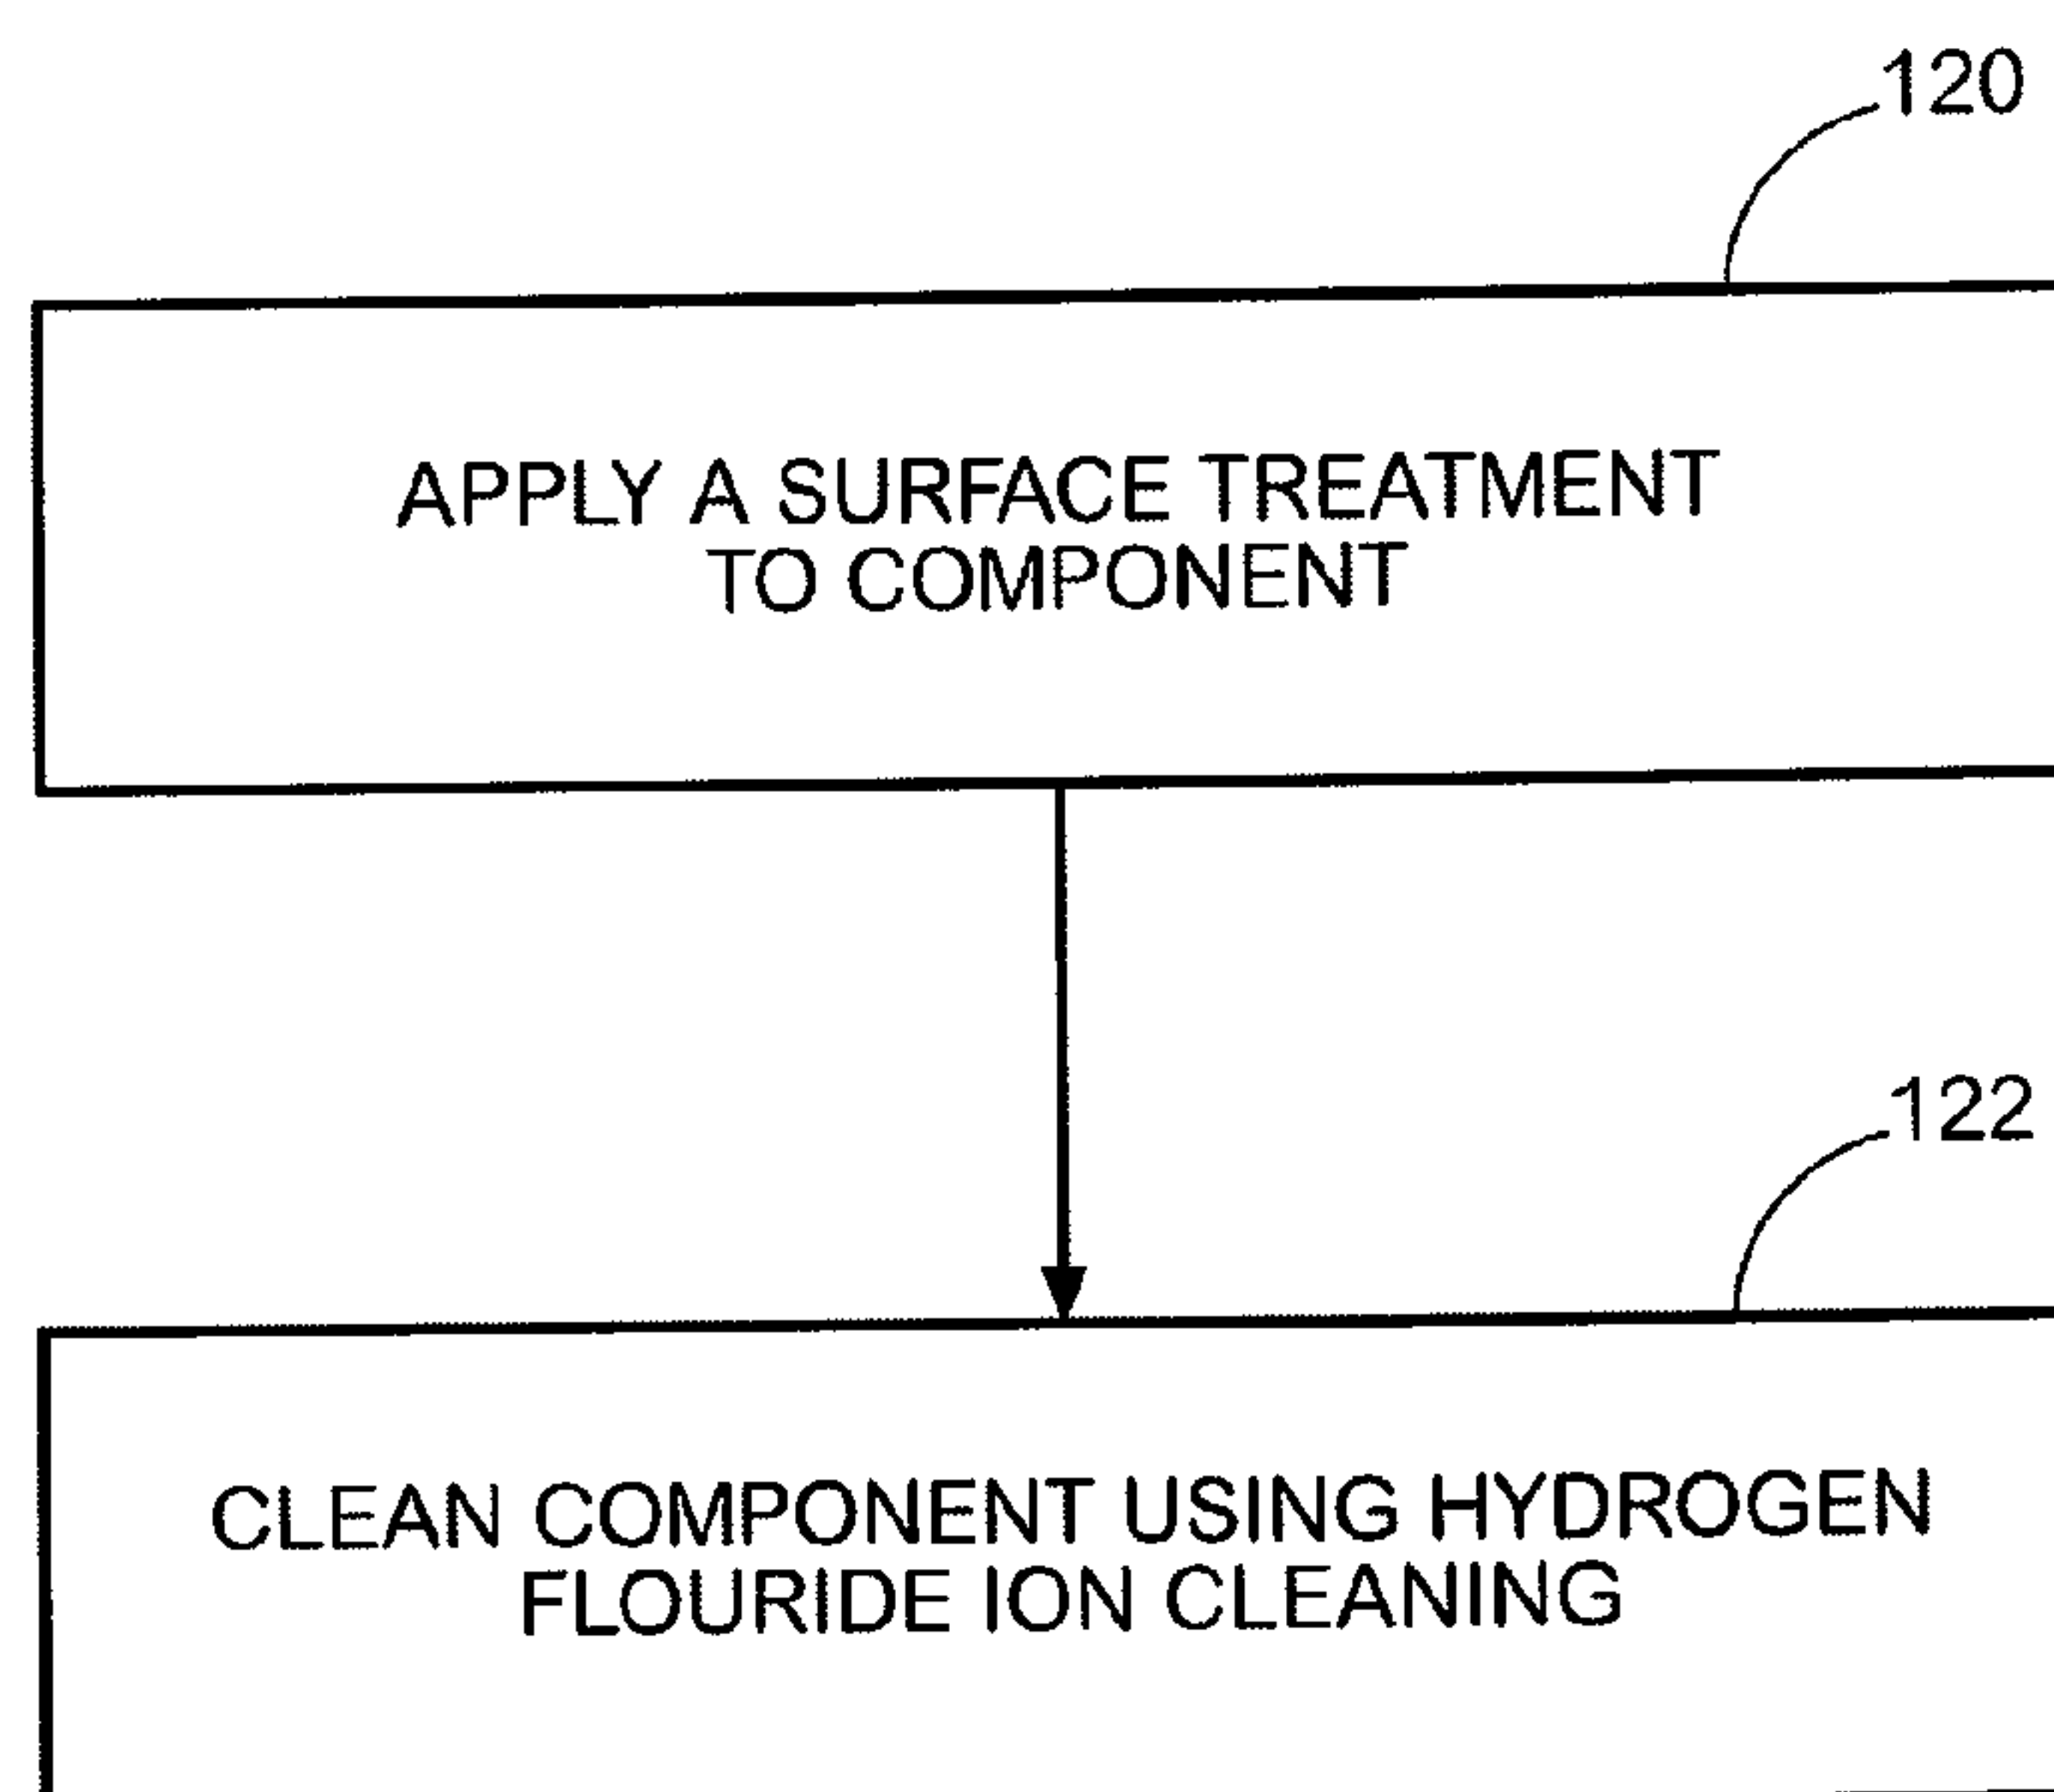 120
APPLY A SURFACE TREATMENT
TO COMPONENT
122
CLEAN COMPONENT USING HYDROGEN
FLOURIDE ION CLEANING